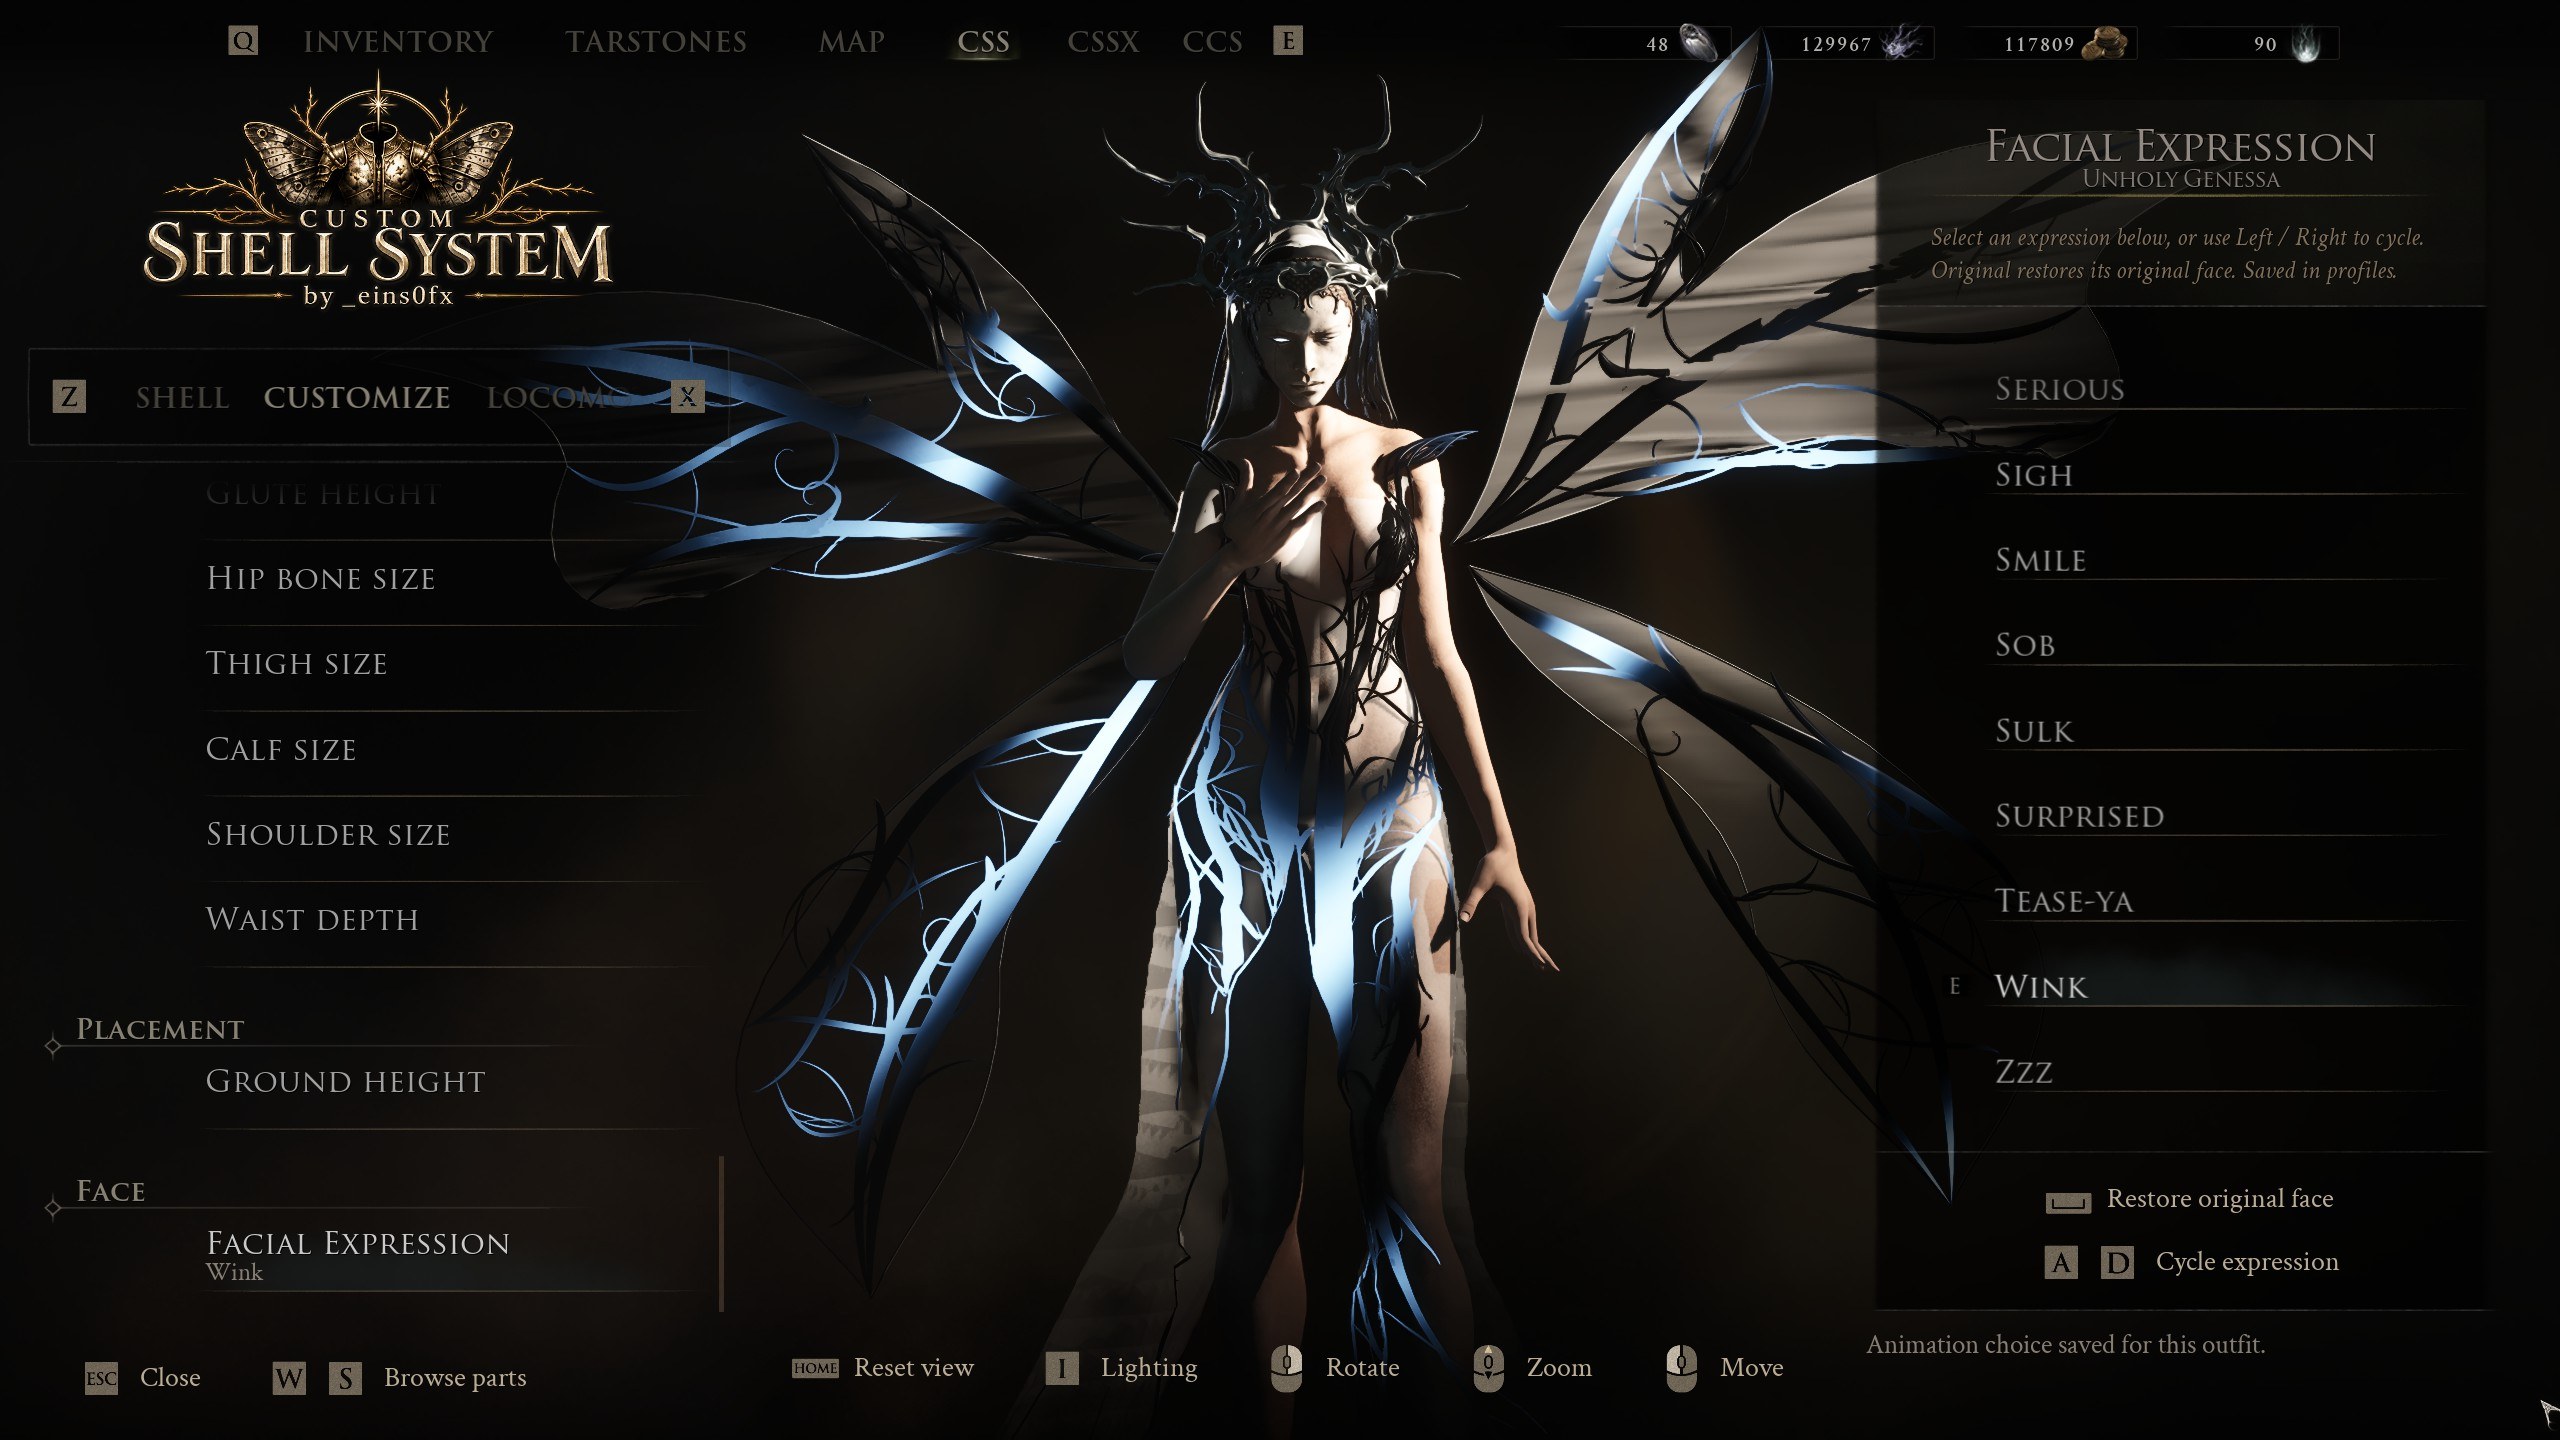 Q INVENTORY TARSTONES MAP CSS CSSX CCS E
48 129967 117809 90
CUSTOM
SHELL SYSTEM
by _eins0fx
Z SHELL CUSTOMIZE LOCOMO X
GLUTE HEIGHT
HIP BONE SIZE
THIGH SIZE
CALF SIZE
SHOULDER SIZE
WAIST DEPTH
PLACEMENT
GROUND HEIGHT
FACE
FACIAL EXPRESSION
Wink
ESC Close W S Browse parts
HOME Reset view I Lighting Rotate Zoom Move
FACIAL EXPRESSION
UNHOLY GENESSA
Select an expression below, or use Left / Right to cycle.
Original restores its original face. Saved in profiles.
SERIOUS
SIGH
SMILE
SOB
SULK
SURPRISED
TEASE-YA
E WINK
ZZZ
Restore original face
A D Cycle expression
Animation choice saved for this outfit.